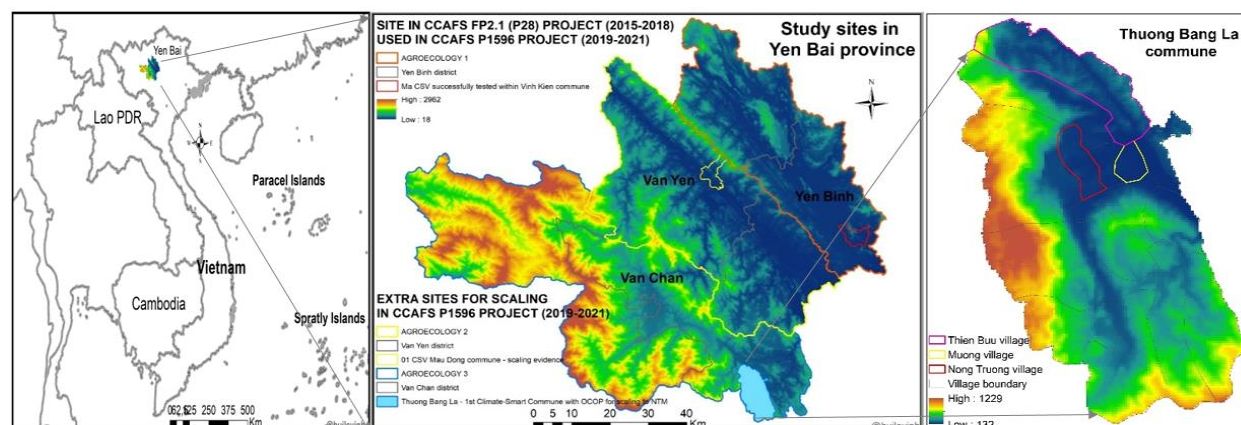 Yen Bai
Lao PDR
Paracel Islands
Vietnam
Cambodia
Spratly Islands
250 375 500
Km
SITE IN CCAFS FP2.1 (P28) PROJECT (2015-2018)
USED IN CCAFS P1596 PROJECT (2019-2021)
AGROECOLOGY 1
Yen Binh district
Ma CSV successfully tested within Vinh Kien commune
High : 2962
Low : 18
Study sites in
Yen Bai province
N
Van Yen
Yen Binh
Van Chan
EXTRA SITES FOR SCALING
IN CCAFS P1596 PROJECT (2019-2021)
AGROECOLOGY 2
Van Yen district
01 CSV Mau Dong commune - scaling evidence
AGROECOLOGY 3
Van Chan district
Thuong Bang La - 1st Climate-Smart Commune with OCOP for scaling to NTM
0 5 10 20 30 40
Km
Thuong Bang La
commune
N
Thien Buu village
Muong village
Nong Truong village
Village boundary
High : 1229
Low : 132